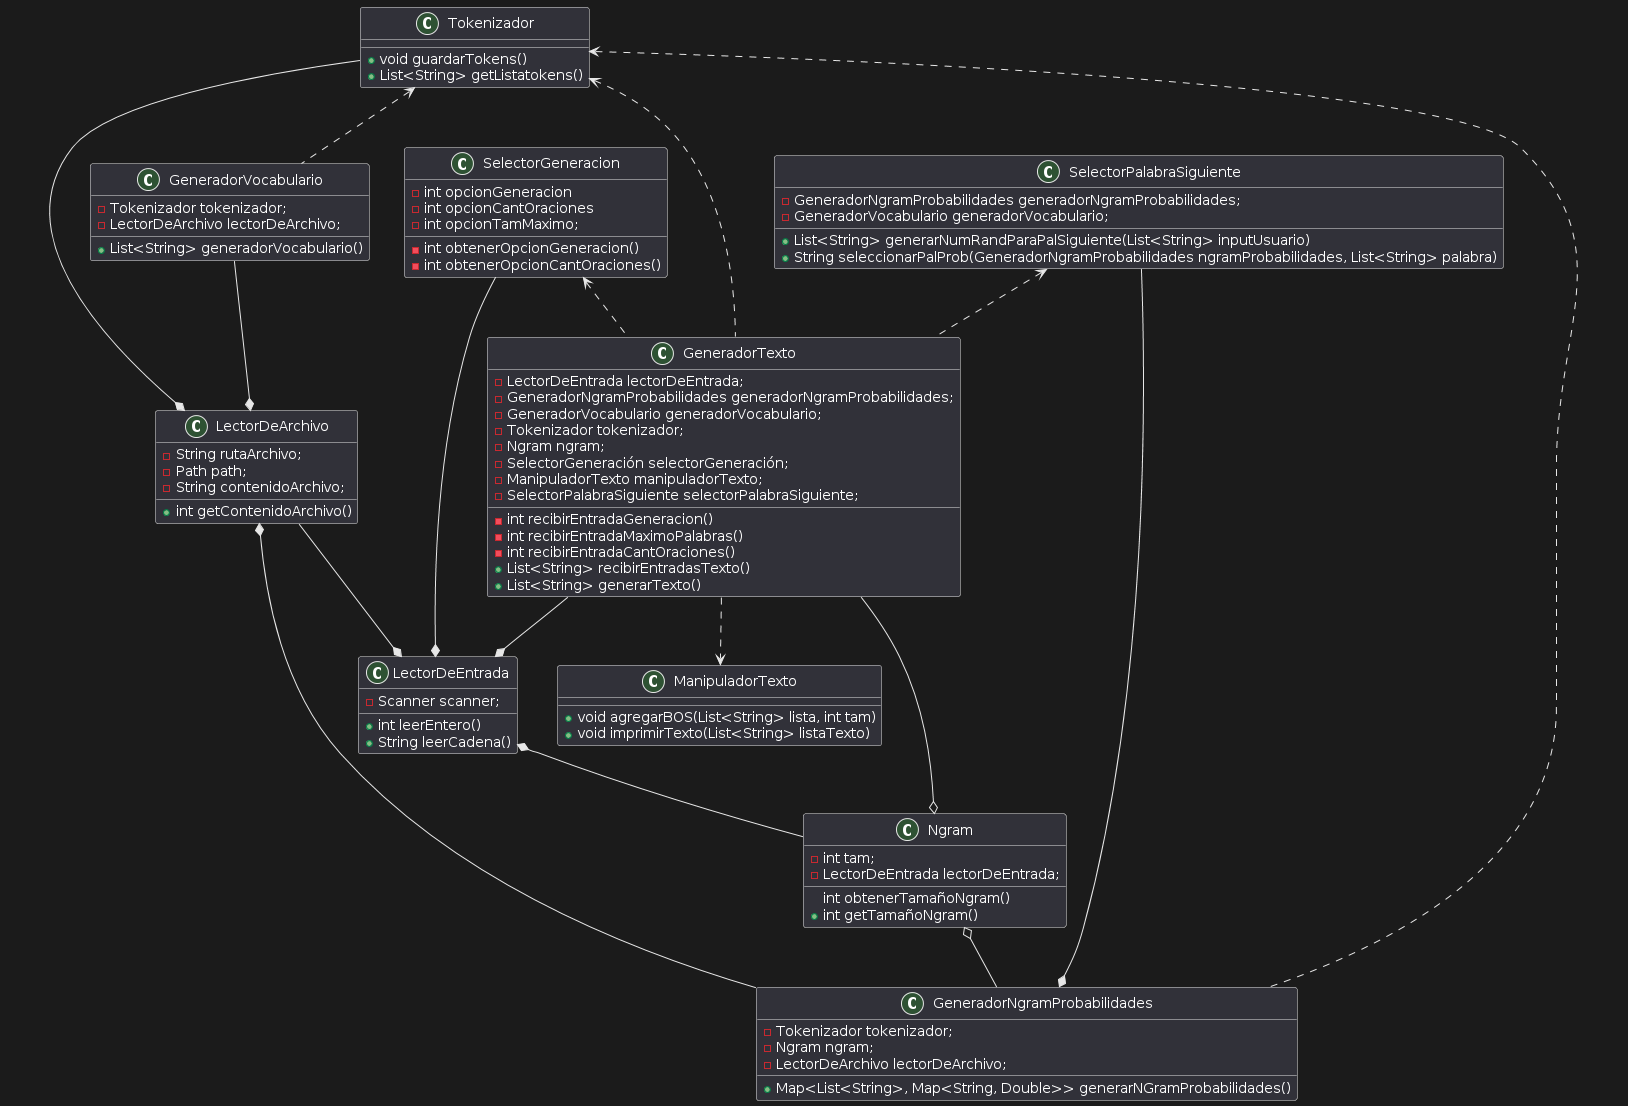 C Tokenizador
void guardarTokens()
List<String> getListatokens()
C GeneradorVocabulario
Tokenizador tokenizador;
LectorDeArchivo lectorDeArchivo;
List<String> generadorVocabulario()
C SelectorGeneracion
int opcionGeneracion
int opcionCantOraciones
int opcionTamMaximo;
int obtenerOpcionGeneracion()
int obtenerOpcionCantOraciones()
C SelectorPalabraSiguiente
GeneradorNgramProbabilidades generadorNgramProbabilidades;
GeneradorVocabulario generadorVocabulario;
List<String> generarNumRandParaPalSiguiente(List<String> inputUsuario)
String seleccionarPalProb(GeneradorNgramProbabilidades ngramProbabilidades, List<String> palabra)
C GeneradorTexto
LectorDeEntrada lectorDeEntrada;
GeneradorNgramProbabilidades generadorNgramProbabilidades;
GeneradorVocabulario generadorVocabulario;
Tokenizador tokenizador;
Ngram ngram;
SelectorGeneración selectorGeneración;
ManipuladorTexto manipuladorTexto;
SelectorPalabraSiguiente selectorPalabraSiguiente;
int recibirEntradaGeneracion()
int recibirEntradaMaximoPalabras()
int recibirEntradaCantOraciones()
List<String> recibirEntradasTexto()
List<String> generarTexto()
C LectorDeArchivo
String rutaArchivo;
Path path;
String contenidoArchivo;
int getContenidoArchivo()
C LectorDeEntrada
Scanner scanner;
int leerEntero()
String leerCadena()
C ManipuladorTexto
void agregarBOS(List<String> lista, int tam)
void imprimirTexto(List<String> listaTexto)
C Ngram
int tam;
LectorDeEntrada lectorDeEntrada;
int obtenerTamañoNgram()
int getTamañoNgram()
C GeneradorNgramProbabilidades
Tokenizador tokenizador;
Ngram ngram;
LectorDeArchivo lectorDeArchivo;
Map<List<String>, Map<String, Double>> generarNGramProbabilidades()